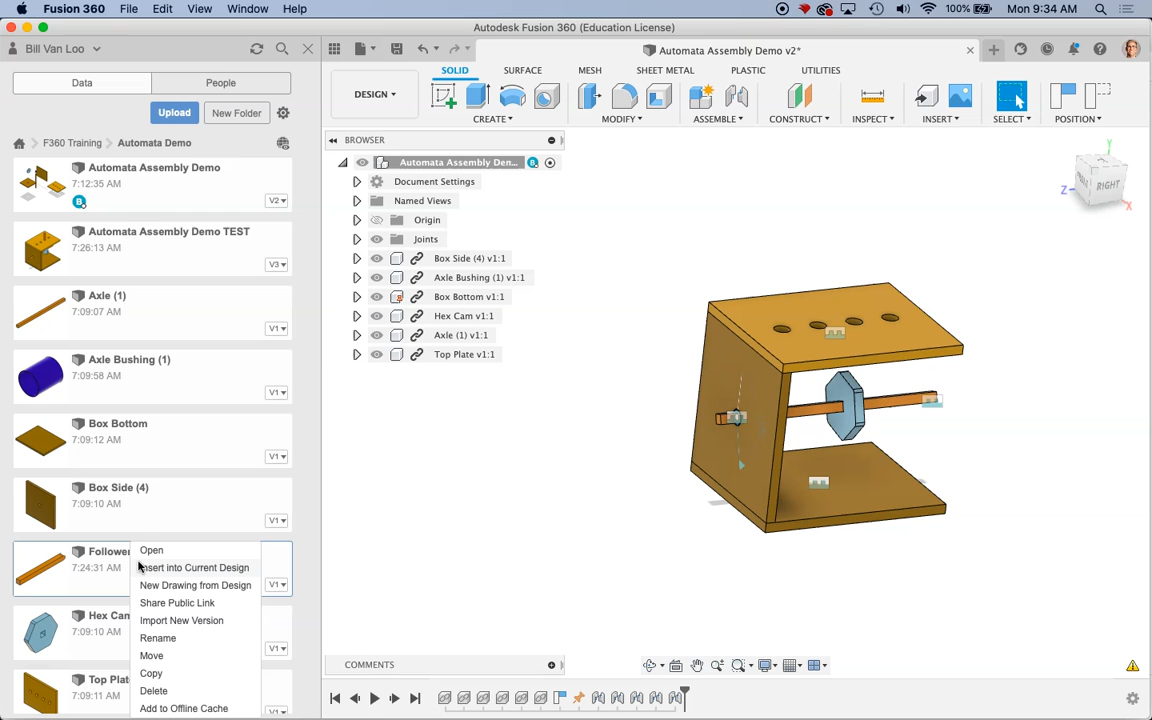 Fusion 360 File Edit View Window Help 100% Mon 9:34 AM
Autodesk Fusion 360 (Education License)
Bill Van Loo
Automata Assembly Demo v2*
Data People
SOLID SURFACE MESH SHEET METAL PLASTIC UTILITIES
DESIGN
Upload New Folder
CREATE MODIFY ASSEMBLE CONSTRUCT INSPECT INSERT SELECT POSITION
F360 Training Automata Demo
BROWSER
Automata Assembly Den...
Document Settings
Named Views
Origin
Joints
Box Side (4) v1:1
Axle Bushing (1) v1:1
Box Bottom v1:1
Hex Cam v1:1
Axle (1) v1:1
Top Plate v1:1
Automata Assembly Demo
7:12:35 AM
B
V2
Automata Assembly Demo TEST
7:26:13 AM
V3
Axle (1)
7:09:07 AM
V1
Axle Bushing (1)
7:09:58 AM
V1
Box Bottom
7:09:12 AM
V1
Box Side (4)
7:09:10 AM
V1
Follower
7:24:31 AM
V1
Hex Cam
7:09:10 AM
V1
Top Plat
7:09:11 AM
V1
Open
Insert into Current Design
New Drawing from Design
Share Public Link
Import New Version
Rename
Move
Copy
Delete
Add to Offline Cache
Y
Z
X
RIGHT
COMMENTS